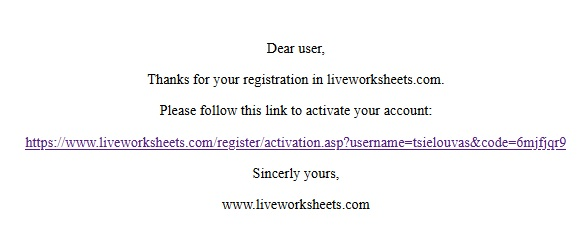 Dear user,
Thanks for your registration in liveworksheets.com.
Please follow this link to activate your account:
https://www.liveworksheets.com/register/activation.asp?username=tsielouvas&code=6mjfjqr9
Sincerly yours,
www.liveworksheets.com